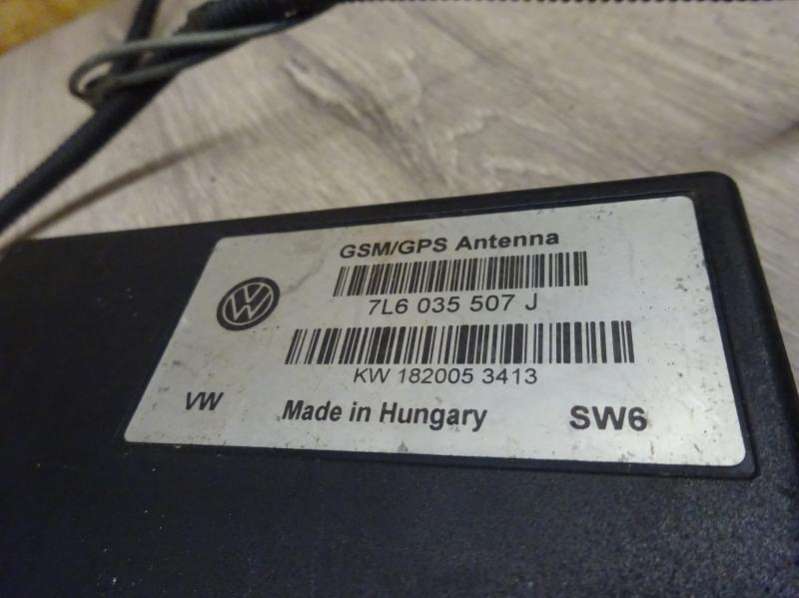 GSM/GPS Antenna
7L6 035 507 J
KW 182005 3413
VW Made in Hungary SW6